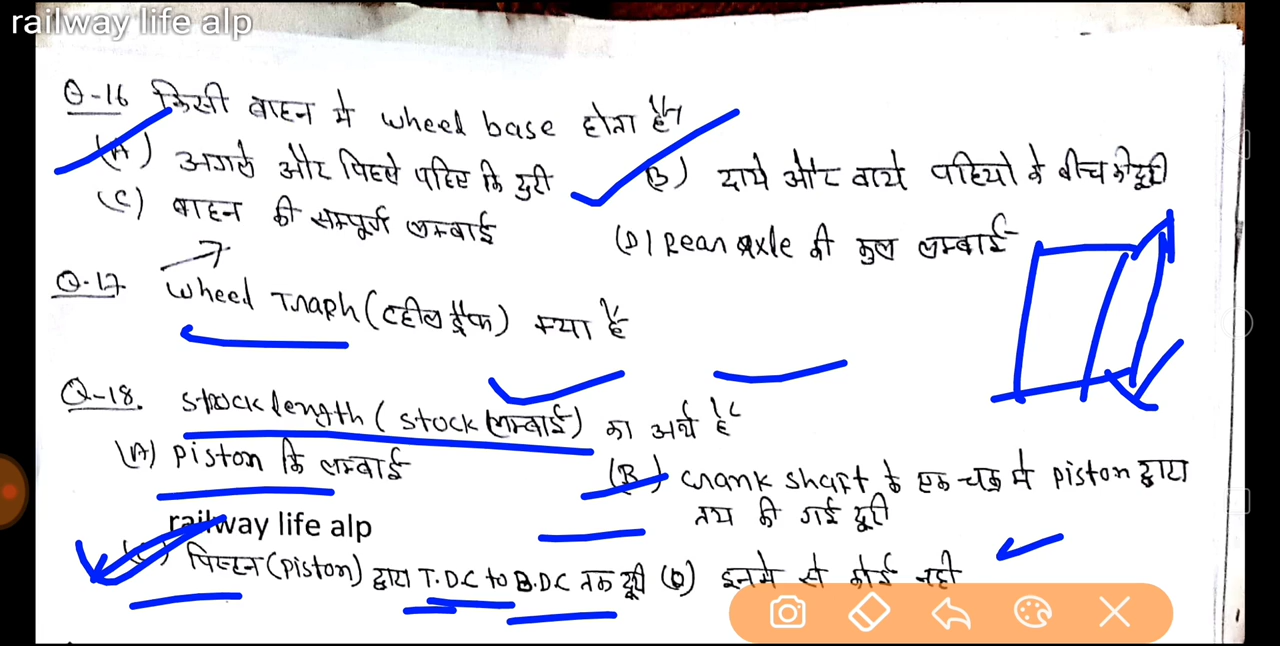 railway life alp
Q-16 किसी वाहन मे wheel base होता है
(A) अगले और पिछले पहिए कि दुरी (B) दाये और वाये पहियो के बीच की दूरी
(C) वाहन की सम्पूर्ण लम्बाई (D) Rear axle की कुल लम्बाई
Q-17 wheel Traph (व्हील ट्रैक) क्या है
Q-18. stock length (stock लम्बाई) का अर्थ है
(A) piston कि लम्बाई (B) crank shaft के एक चक्र मे piston द्वारा
तय की गई दूरी
railway life alp
(C) पिस्टन (piston) द्वारा T.DC to B.DC तक दूरी (D) इनमे से कोई नही